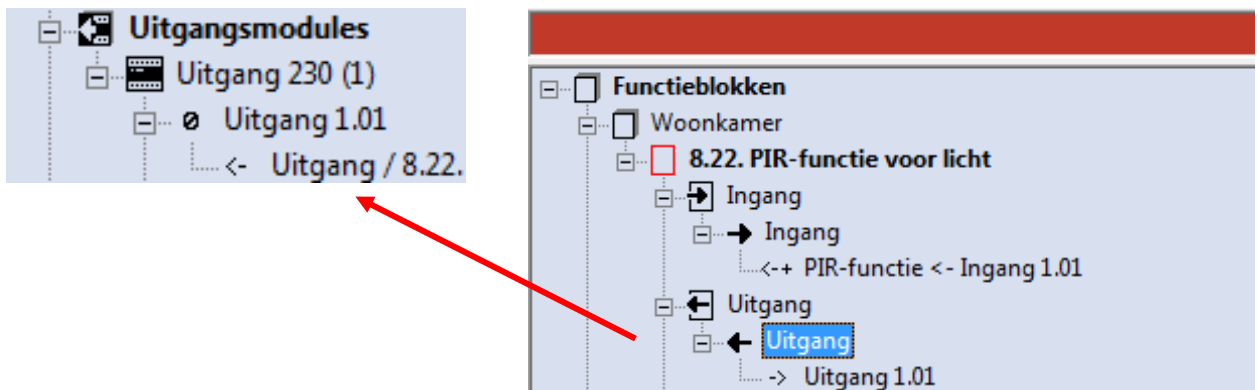 Uitgangsmodules
Uitgang 230 (1)
Uitgang 1.01
<- Uitgang / 8.22.
Functieblokken
Woonkamer
8.22. PIR-functie voor licht
Ingang
Ingang
<-+ PIR-functie <- Ingang 1.01
Uitgang
Uitgang
-> Uitgang 1.01